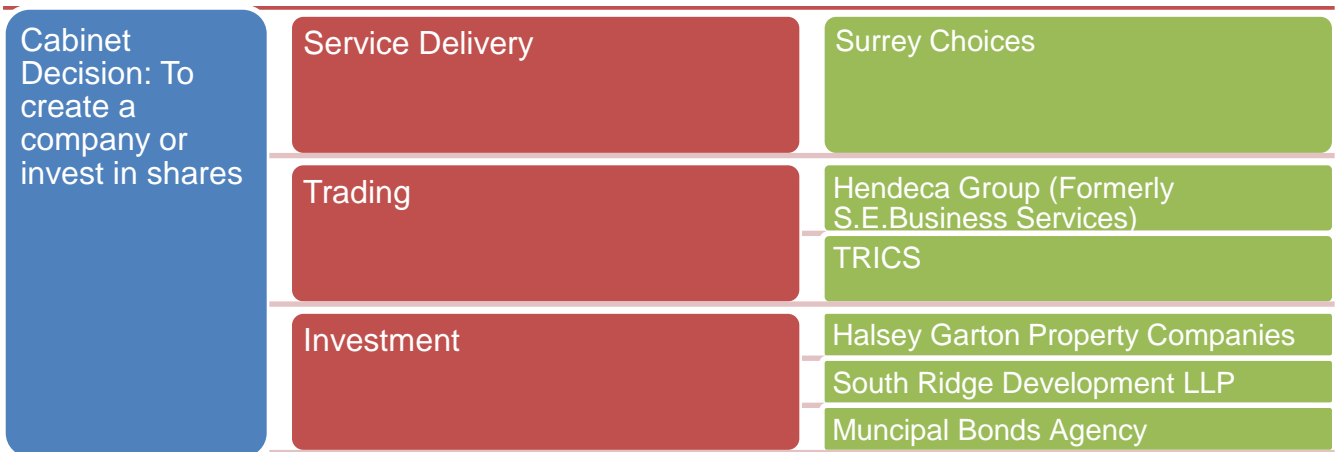 Cabinet
Decision: To
create a
company or
invest in shares
Service Delivery
Surrey Choices
Trading
Hendeca Group (Formerly
S.E.Business Services)
TRICS
Investment
Halsey Garton Property Companies
South Ridge Development LLP
Muncipal Bonds Agency